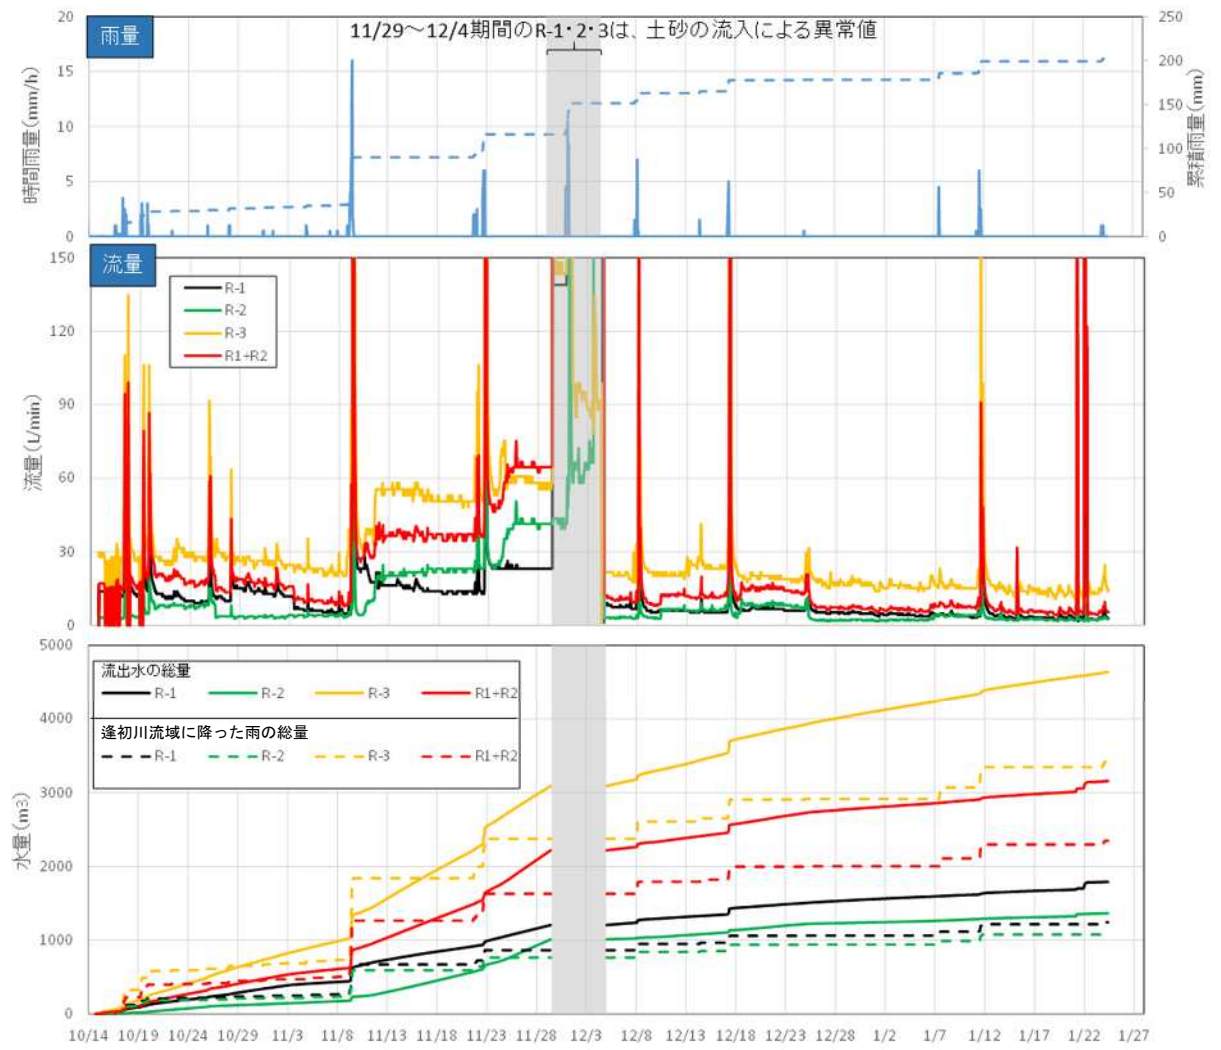 11/29～12/4期間のR-1・2・3は、土砂の流入による異常値
雨量
時間雨量(mm/h)
20
15
10
5
0
累積雨量(mm)
250
200
150
100
50
0
流量
R-1
R-2
R-3
R1+R2
流量(L/min)
150
120
90
60
30
0
流出水の総量
R-1 R-2 R-3 R1+R2
逢初川流域に降った雨の総量
R-1 R-2 R-3 R1+R2
水量(m3)
5000
4000
3000
2000
1000
0
10/14 10/19 10/24 10/29 11/3 11/8 11/13 11/18 11/23 11/28 12/3 12/8 12/13 12/18 12/23 12/28 1/2 1/7 1/12 1/17 1/22 1/27